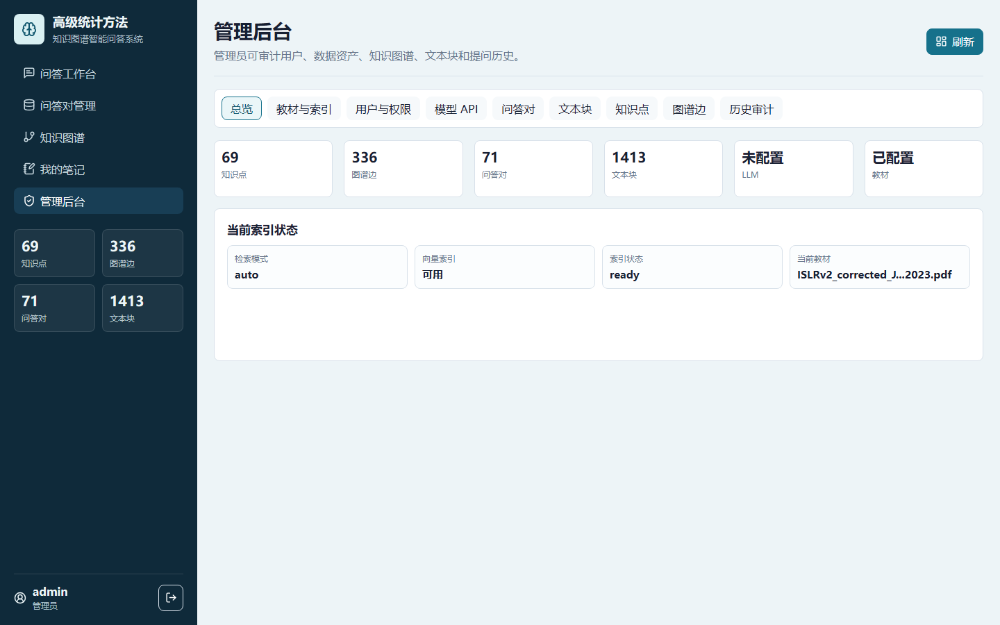 高级统计方法
知识图谱智能问答系统
问答工作台
问答对管理
知识图谱
我的笔记
管理后台
69
知识点
336
图谱边
71
问答对
1413
文本块
admin
管理员
管理后台
管理员可审计用户、数据资产、知识图谱、文本块和提问历史。
刷新
总览
教材与索引
用户与权限
模型 API
问答对
文本块
知识点
图谱边
历史审计
69
知识点
336
图谱边
71
问答对
1413
文本块
未配置
LLM
已配置
教材
当前索引状态
检索模式
auto
向量索引
可用
索引状态
ready
当前教材
ISLRv2_corrected_J...2023.pdf